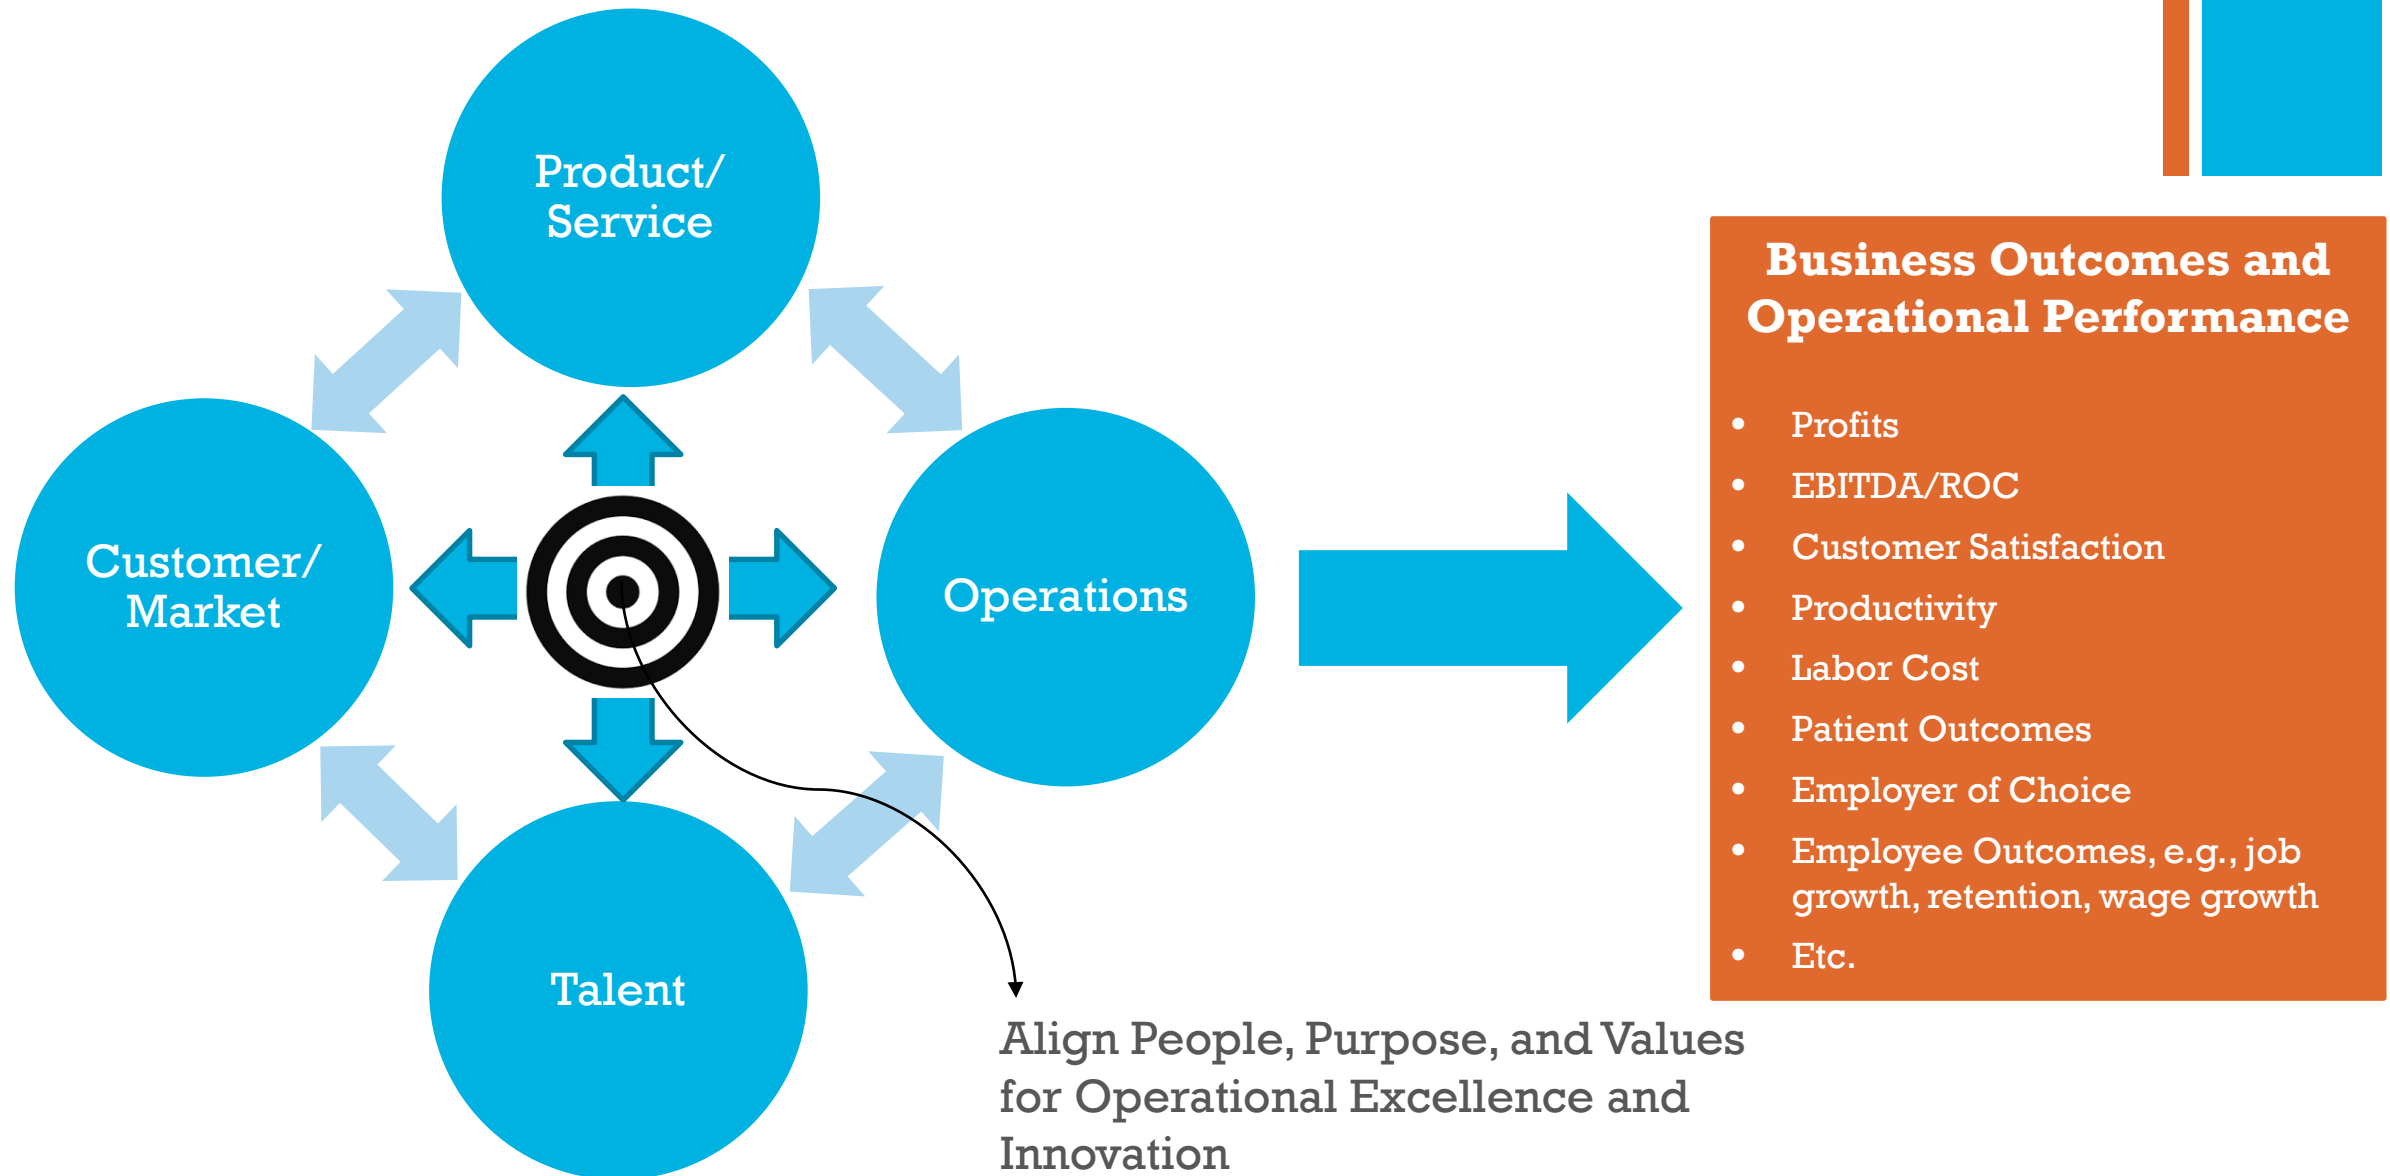 Product/
Service
Customer/
Market
Operations
Talent
Align People, Purpose, and Values
for Operational Excellence and
Innovation
Business Outcomes and
Operational Performance
• Profits
• EBITDA/ROC
• Customer Satisfaction
• Productivity
• Labor Cost
• Patient Outcomes
• Employer of Choice
• Employee Outcomes, e.g., job
growth, retention, wage growth
• Etc.